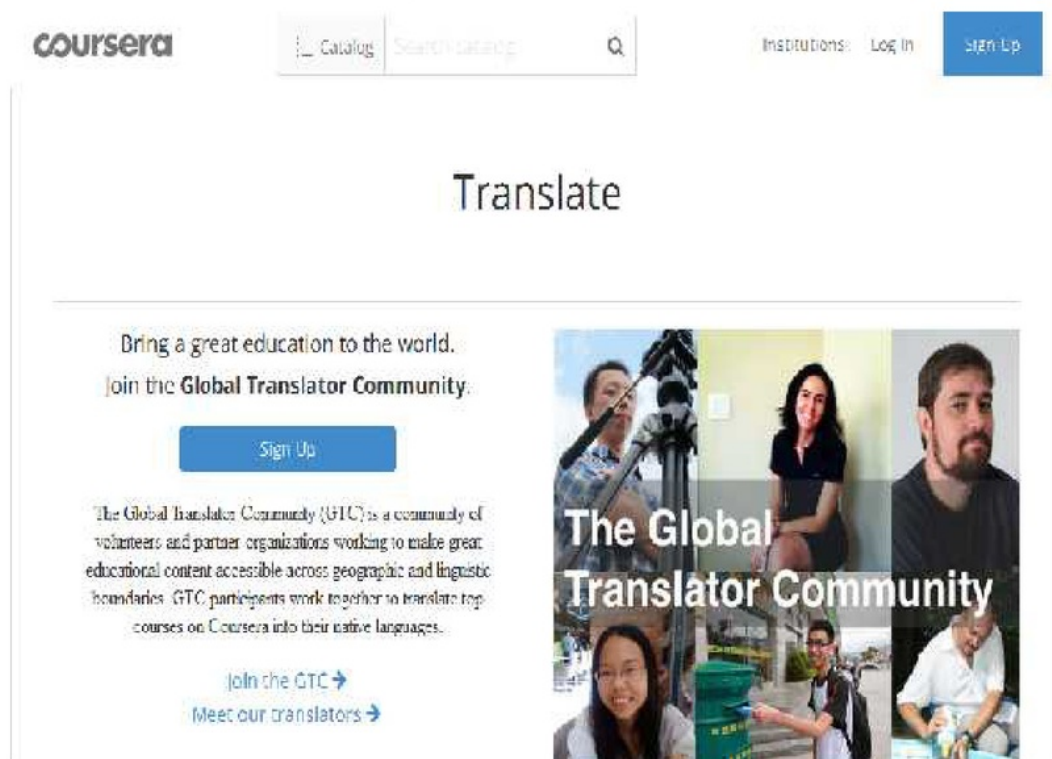 coursera
Catalog Search catalog
Institutions Log In Sign Up
Translate
Bring a great education to the world.
Join the Global Translator Community.
Sign Up
The Global Translator Community (GTC) is a community of
volunteers and partner organizations working to make great
educational content accessible across geographic and linguistic
boundaries. GTC participants work together to translate top
courses on Coursera into their native languages.
Join the GTC →
Meet our translators →
The Global
Translator Community